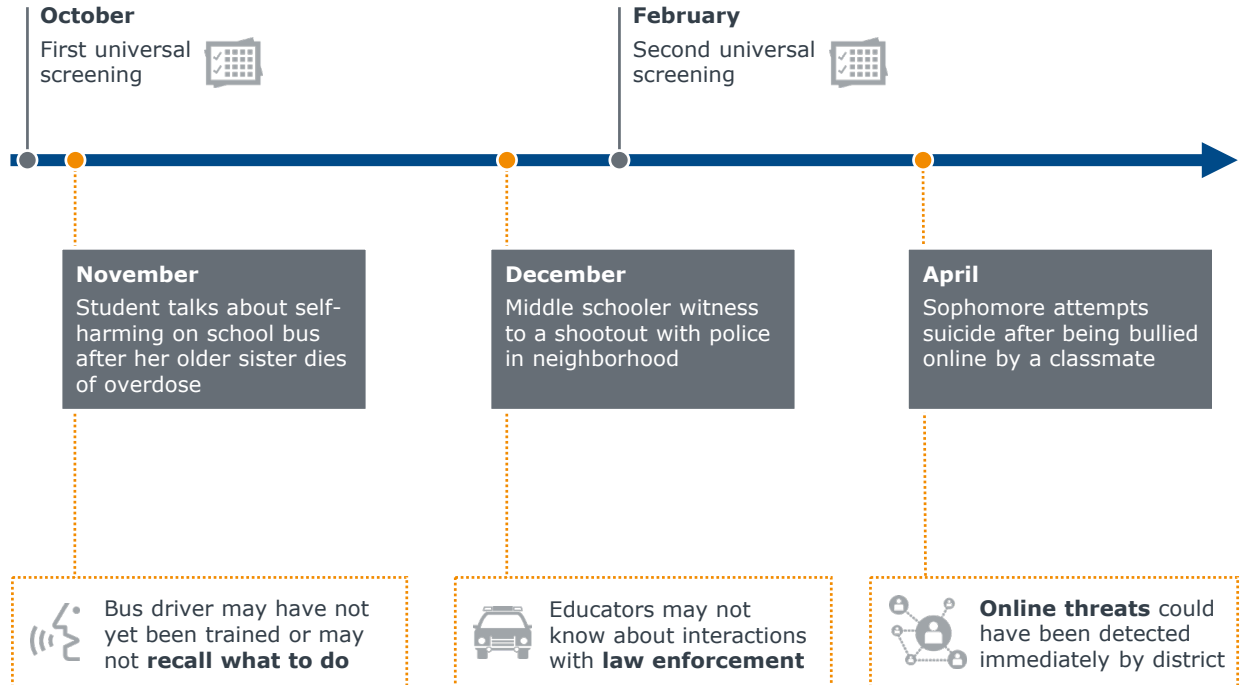 October
First universal
screening
February
Second universal
screening
November
Student talks about self-
harming on school bus
after her older sister dies
of overdose
December
Middle schooler witness
to a shootout with police
in neighborhood
April
Sophomore attempts
suicide after being bullied
online by a classmate
Bus driver may have not
yet been trained or may
not recall what to do
Educators may not
know about interactions
with law enforcement
Online threats could
have been detected
immediately by district